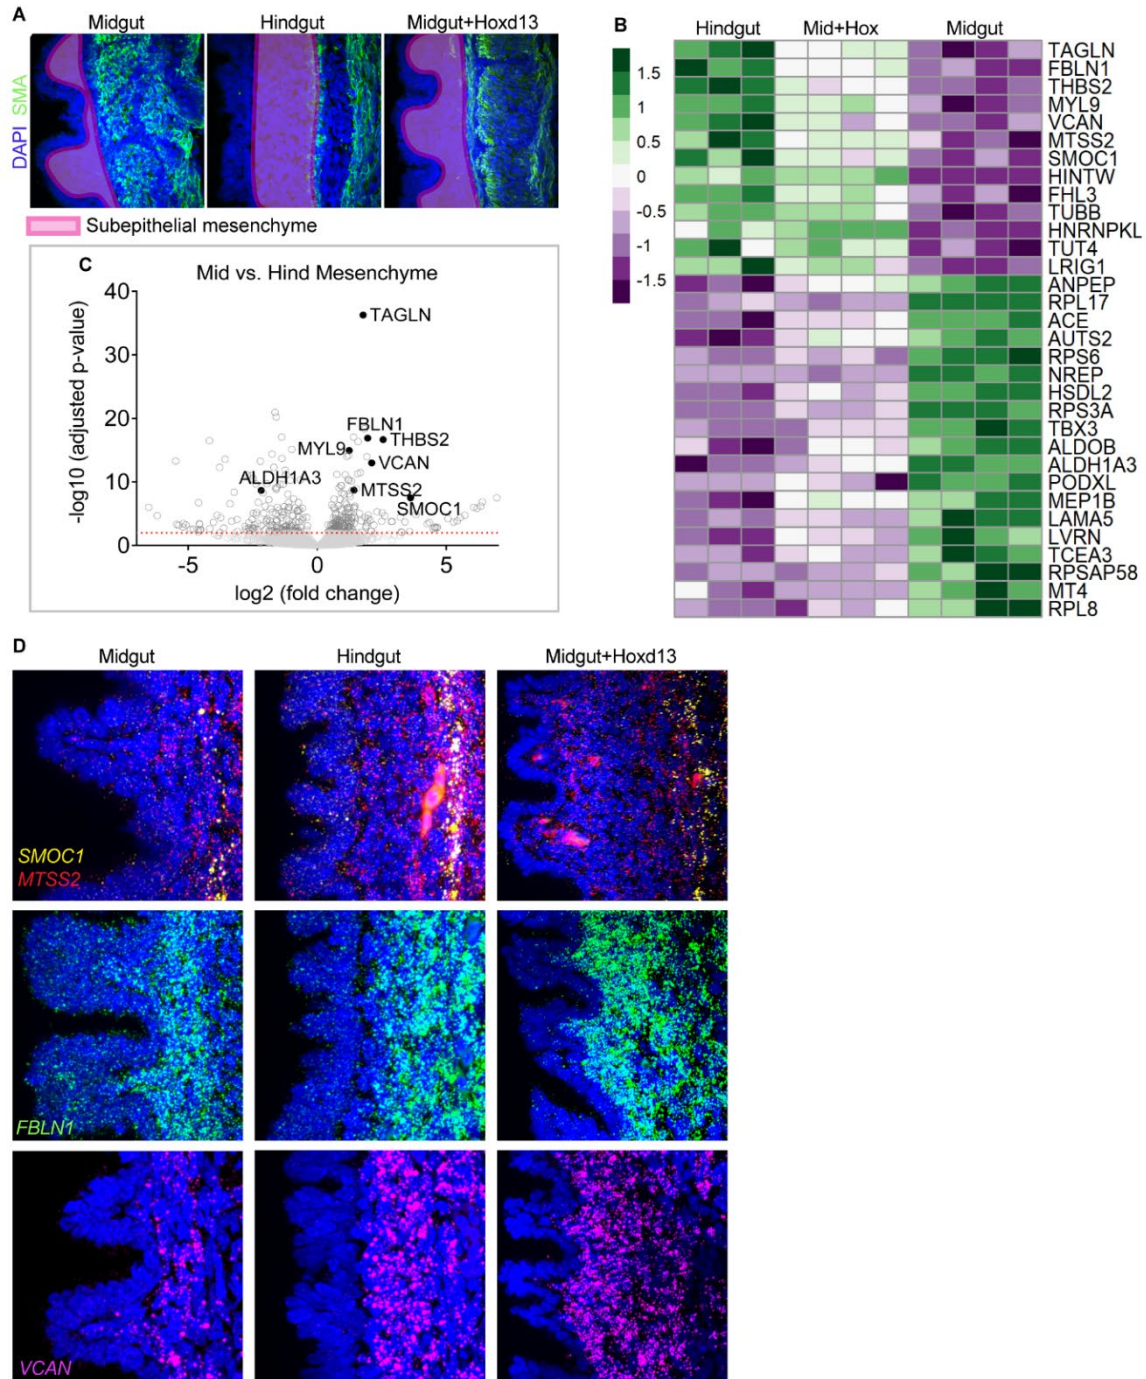 A
Midgut
Hindgut
Midgut+Hoxd13
DAPI SMA
Subepithelial mesenchyme
B
Hindgut
Mid+Hox
Midgut
1.5
1
0.5
0
-0.5
-1
-1.5
TAGLN
FBLN1
THBS2
MYL9
VCAN
MTSS2
SMOC1
HINTW
FHL3
TUBB
HNRNPKL
TUT4
LRIG1
ANPEP
RPL17
ACE
AUTS2
RPS6
NREP
HSDL2
RPS3A
TBX3
ALDOB
ALDH1A3
PODXL
MEP1B
LAMA5
LVRN
TCEA3
RPSAP58
MT4
RPL8
C
Mid vs. Hind Mesenchyme
-log10 (adjusted p-value)
40
30
20
10
0
TAGLN
FBLN1
THBS2
MYL9
VCAN
ALDH1A3
MTSS2
SMOC1
-5
0
5
log2 (fold change)
D
Midgut
Hindgut
Midgut+Hoxd13
SMOC1
MTSS2
FBLN1
VCAN